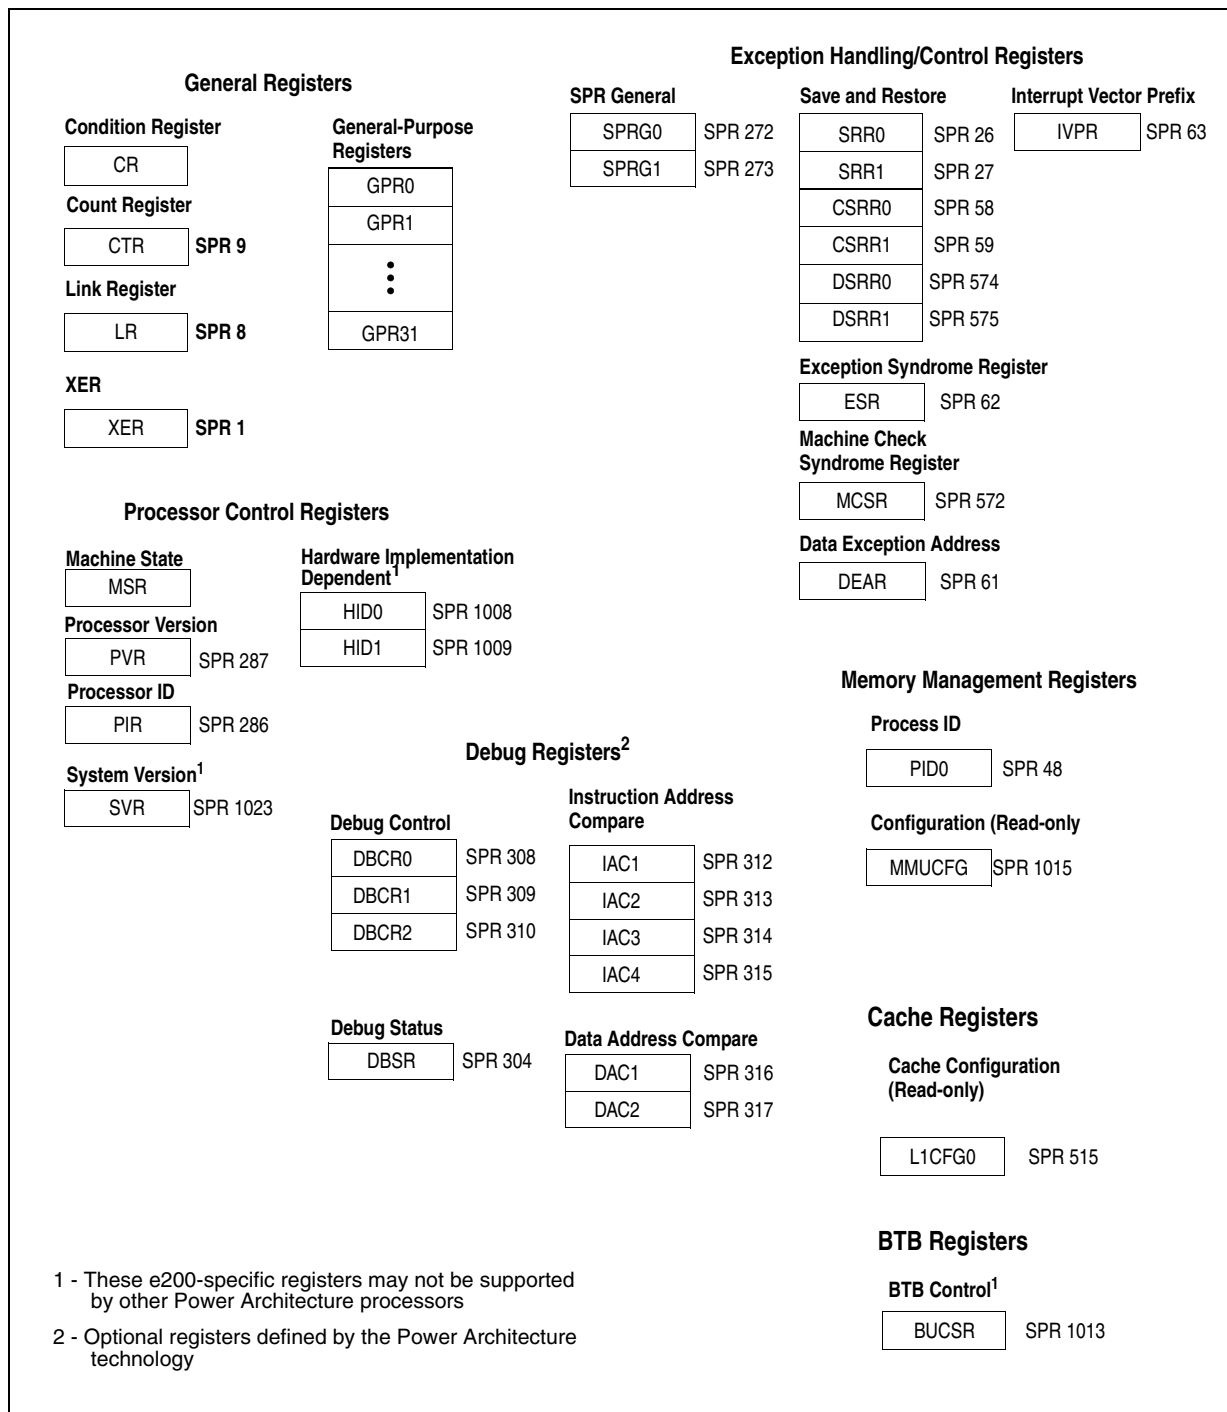 General Registers
Condition Register
CR
Count Register
CTR SPR 9
Link Register
LR SPR 8
XER
XER SPR 1
General-Purpose
Registers
GPR0
GPR1
GPR31
Exception Handling/Control Registers
SPR General
SPRG0 SPR 272
SPRG1 SPR 273
Save and Restore
SRR0 SPR 26
SRR1 SPR 27
CSRR0 SPR 58
CSRR1 SPR 59
DSRR0 SPR 574
DSRR1 SPR 575
Interrupt Vector Prefix
IVPR SPR 63
Exception Syndrome Register
ESR SPR 62
Machine Check
Syndrome Register
MCSR SPR 572
Data Exception Address
DEAR SPR 61
Processor Control Registers
Machine State
MSR
Processor Version
PVR SPR 287
Processor ID
PIR SPR 286
System Version1
SVR SPR 1023
Hardware Implementation
Dependent1
HID0 SPR 1008
HID1 SPR 1009
Debug Registers2
Debug Control
DBCR0 SPR 308
DBCR1 SPR 309
DBCR2 SPR 310
Instruction Address
Compare
IAC1 SPR 312
IAC2 SPR 313
IAC3 SPR 314
IAC4 SPR 315
Debug Status
DBSR SPR 304
Data Address Compare
DAC1 SPR 316
DAC2 SPR 317
Memory Management Registers
Process ID
PID0 SPR 48
Configuration (Read-only
MMUCFG SPR 1015
Cache Registers
Cache Configuration
(Read-only)
L1CFG0 SPR 515
BTB Registers
BTB Control1
BUCSR SPR 1013
1 - These e200-specific registers may not be supported
by other Power Architecture processors
2 - Optional registers defined by the Power Architecture
technology